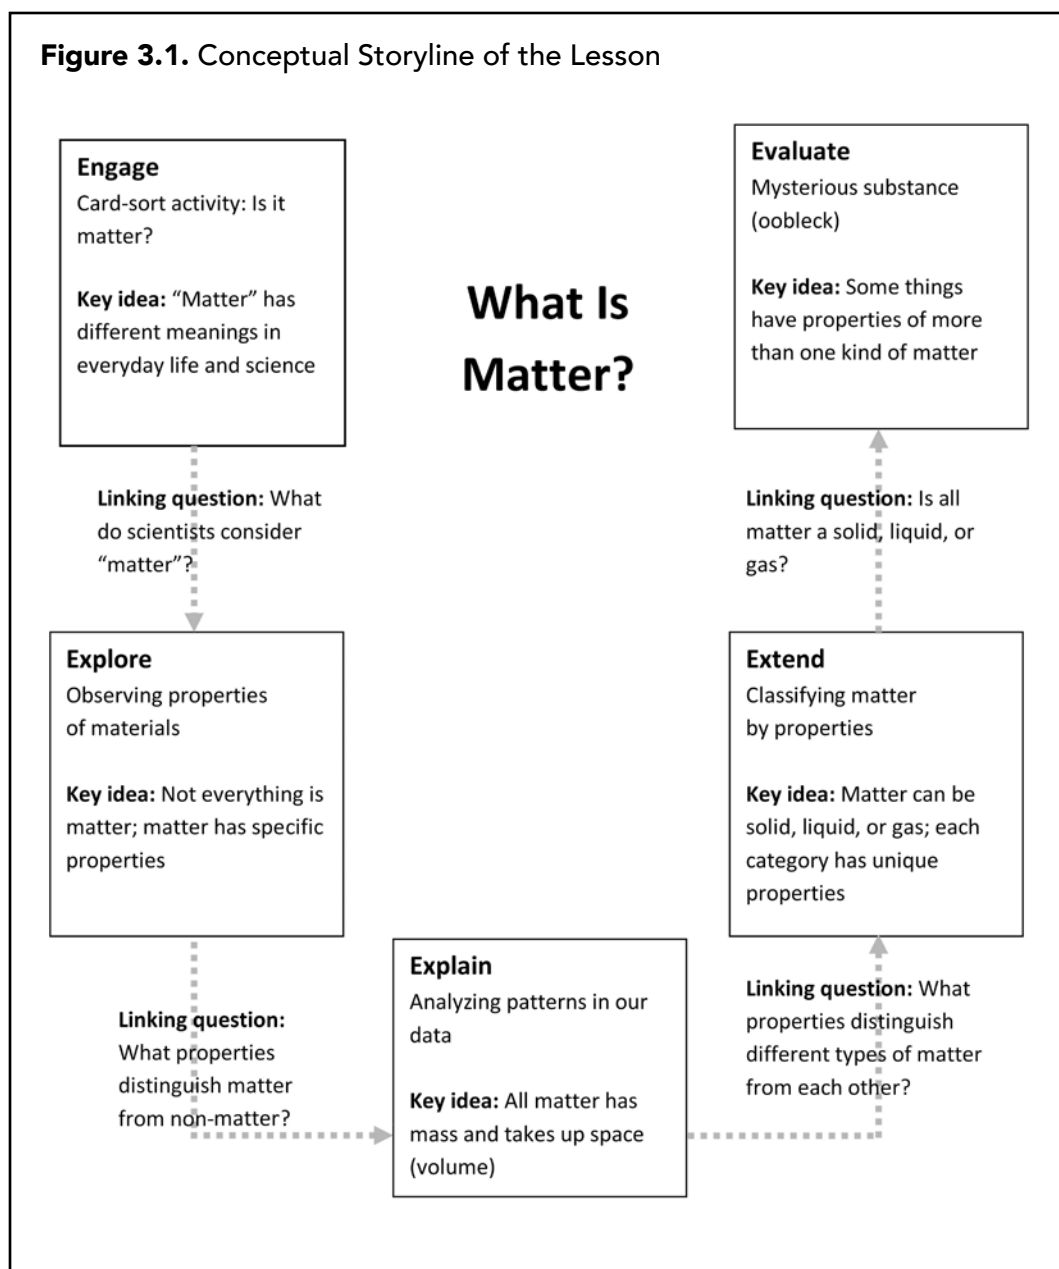 Figure 3.1. Conceptual Storyline of the Lesson
Engage
Card-sort activity: Is it
matter?
Key idea: “Matter” has
different meanings in
everyday life and science
Linking question: What
do scientists consider
“matter”?
Explore
Observing properties
of materials
Key idea: Not everything is
matter; matter has specific
properties
Linking question:
What properties
distinguish matter
from non-matter?
What Is
Matter?
Explain
Analyzing patterns in our
data
Key idea: All matter has
mass and takes up space
(volume)
Linking question: What
properties distinguish
different types of matter
from each other?
Extend
Classifying matter
by properties
Key idea: Matter can be
solid, liquid, or gas; each
category has unique
properties
Linking question: Is all
matter a solid, liquid, or
gas?
Evaluate
Mysterious substance
(oobleck)
Key idea: Some things
have properties of more
than one kind of matter